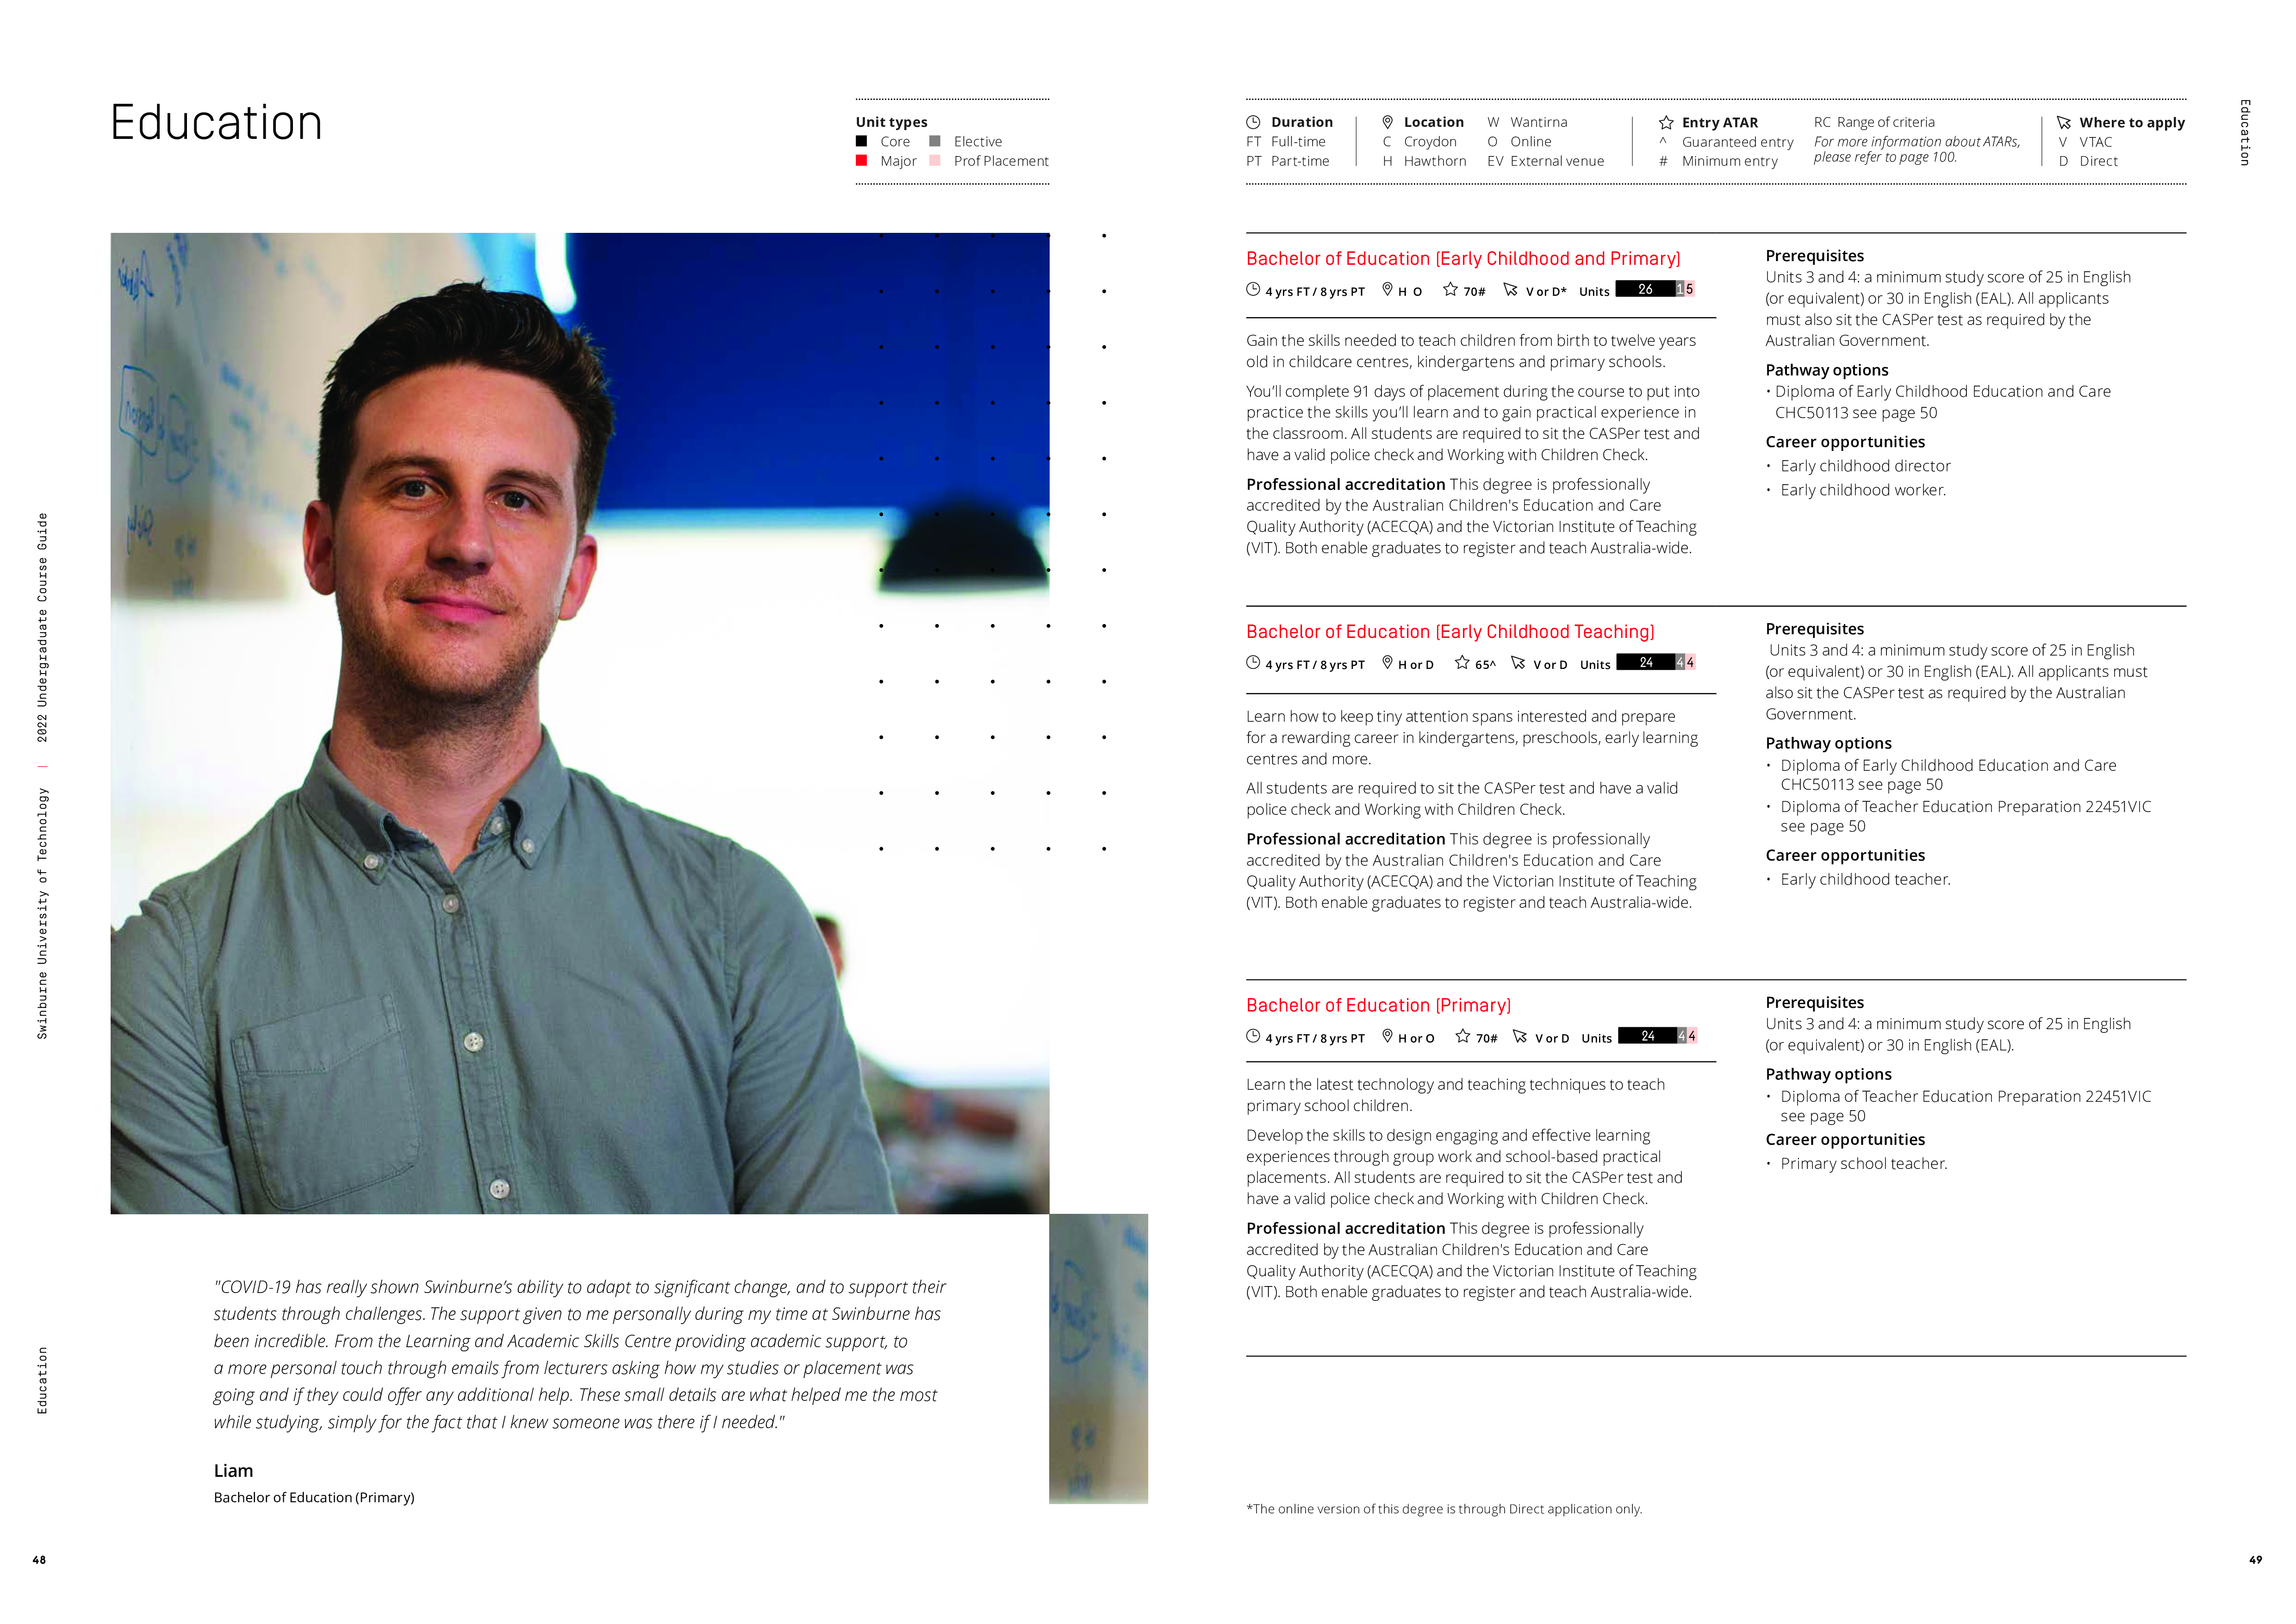 Education
Unit types
Core Elective
Major Prof Placement
"COVID-19 has really shown Swinburne’s ability to adapt to significant change, and to support their
students through challenges. The support given to me personally during my time at Swinburne has
been incredible. From the Learning and Academic Skills Centre providing academic support, to
a more personal touch through emails from lecturers asking how my studies or placement was
going and if they could offer any additional help. These small details are what helped me the most
while studying, simply for the fact that I knew someone was there if I needed."
Liam
Bachelor of Education (Primary)
Swinburne University of Technology | 2022 Undergraduate Course Guide
Education
48
Duration
FT Full-time
PT Part-time
Location
C Croydon
H Hawthorn
W Wantirna
O Online
EV External venue
Entry ATAR
^ Guaranteed entry
# Minimum entry
RC Range of criteria
For more information about ATARs,
please refer to page 100.
Where to apply
V VTAC
D Direct
Education
Bachelor of Education (Early Childhood and Primary)
4 yrs FT / 8 yrs PT H O 70# V or D* Units 26 1 5
Gain the skills needed to teach children from birth to twelve years
old in childcare centres, kindergartens and primary schools.
You’ll complete 91 days of placement during the course to put into
practice the skills you’ll learn and to gain practical experience in
the classroom. All students are required to sit the CASPer test and
have a valid police check and Working with Children Check.
Professional accreditation This degree is professionally
accredited by the Australian Children's Education and Care
Quality Authority (ACECQA) and the Victorian Institute of Teaching
(VIT). Both enable graduates to register and teach Australia-wide.
Prerequisites
Units 3 and 4: a minimum study score of 25 in English
(or equivalent) or 30 in English (EAL). All applicants
must also sit the CASPer test as required by the
Australian Government.
Pathway options
• Diploma of Early Childhood Education and Care
CHC50113 see page 50
Career opportunities
• Early childhood director
• Early childhood worker.
Bachelor of Education (Early Childhood Teaching)
4 yrs FT / 8 yrs PT H or D 65^ V or D Units 24 4 4
Learn how to keep tiny attention spans interested and prepare
for a rewarding career in kindergartens, preschools, early learning
centres and more.
All students are required to sit the CASPer test and have a valid
police check and Working with Children Check.
Professional accreditation This degree is professionally
accredited by the Australian Children's Education and Care
Quality Authority (ACECQA) and the Victorian Institute of Teaching
(VIT). Both enable graduates to register and teach Australia-wide.
Prerequisites
Units 3 and 4: a minimum study score of 25 in English
(or equivalent) or 30 in English (EAL). All applicants must
also sit the CASPer test as required by the Australian
Government.
Pathway options
• Diploma of Early Childhood Education and Care
CHC50113 see page 50
• Diploma of Teacher Education Preparation 22451VIC
see page 50
Career opportunities
• Early childhood teacher.
Bachelor of Education (Primary)
4 yrs FT / 8 yrs PT H or O 70# V or D Units 24 4 4
Learn the latest technology and teaching techniques to teach
primary school children.
Develop the skills to design engaging and effective learning
experiences through group work and school-based practical
placements. All students are required to sit the CASPer test and
have a valid police check and Working with Children Check.
Professional accreditation This degree is professionally
accredited by the Australian Children's Education and Care
Quality Authority (ACECQA) and the Victorian Institute of Teaching
(VIT). Both enable graduates to register and teach Australia-wide.
Prerequisites
Units 3 and 4: a minimum study score of 25 in English
(or equivalent) or 30 in English (EAL).
Pathway options
• Diploma of Teacher Education Preparation 22451VIC
see page 50
Career opportunities
• Primary school teacher.
*The online version of this degree is through Direct application only.
49